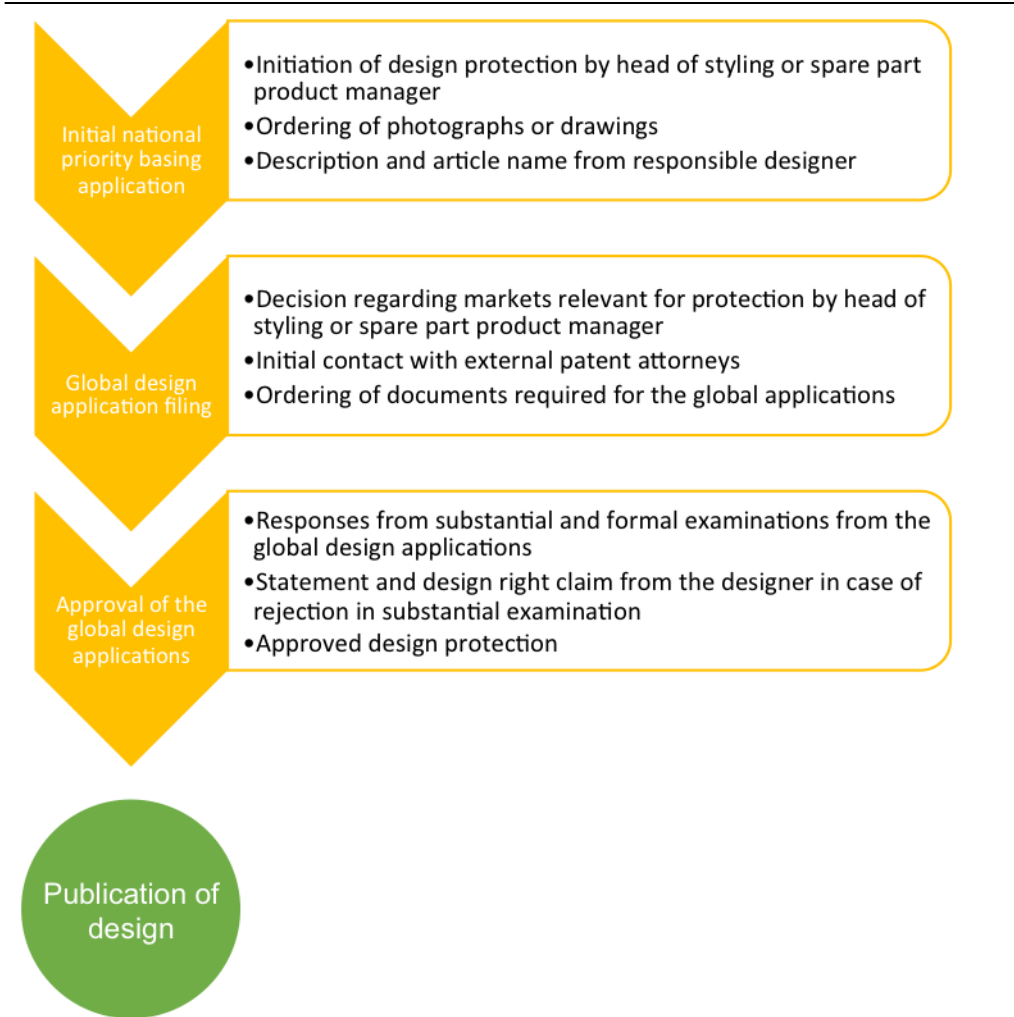 Initial national
priority basing
application
•Initiation of design protection by head of styling or spare part
product manager
•Ordering of photographs or drawings
•Description and article name from responsible designer
Global design
application filing
•Decision regarding markets relevant for protection by head of
styling or spare part product manager
•Initial contact with external patent attorneys
•Ordering of documents required for the global applications
Approval of the
global design
applications
•Responses from substantial and formal examinations from the
global design applications
•Statement and design right claim from the designer in case of
rejection in substantial examination
•Approved design protection
Publication of
design